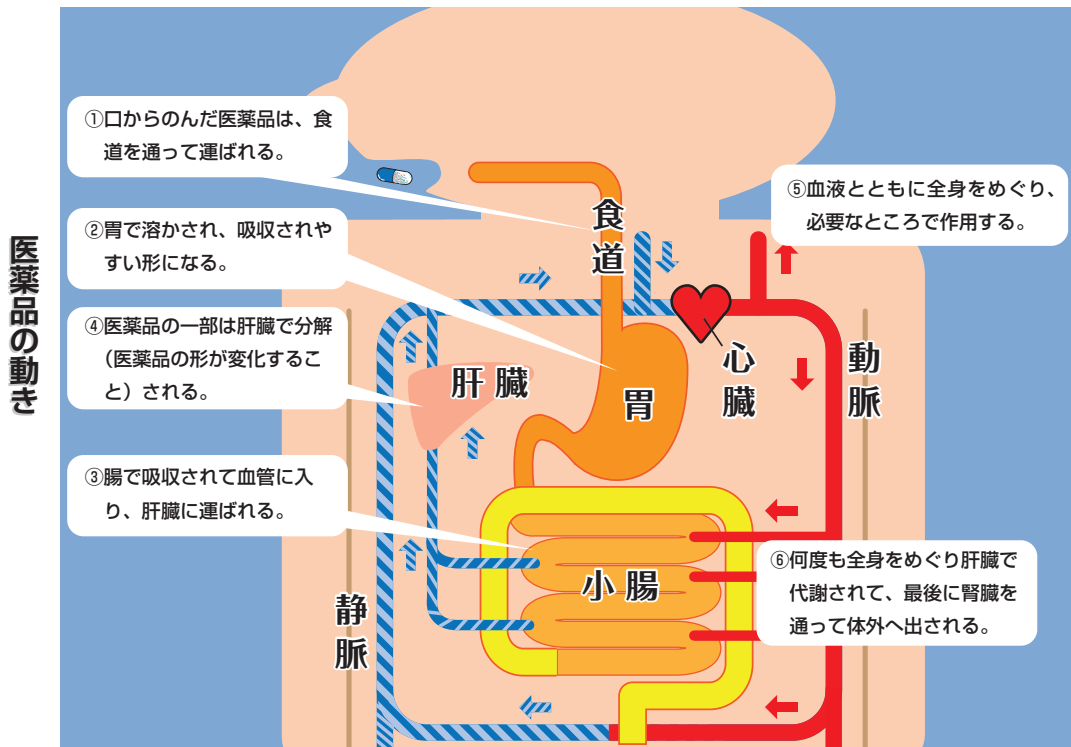 医薬品の動き
①口からのんだ医薬品は、食
道を通って運ばれる。
②胃で溶かされ、吸収されや
すい形になる。
④医薬品の一部は肝臓で分解
（医薬品の形が変化するこ
と）される。
③腸で吸収されて血管に入
り、肝臓に運ばれる。
⑤血液とともに全身をめぐり、
必要なところで作用する。
⑥何度も全身をめぐり肝臓で
代謝されて、最後に腎臓を
通って体外へ出される。
食道
肝臓
胃
心臓
動脈
小腸
静脈